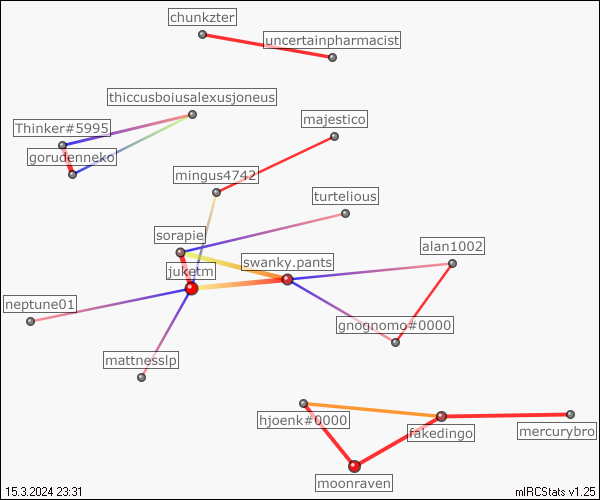 chunkzter
uncertainpharmacist
thiccusboiusalexusjoneus
majestico
Thinker#5995
gorudenneko
mingus4742
turtelious
sorapiej
alan1002
swanky.pants
juketm
neptune01
gnognomo#0000
mattnesslp
hjoenk#0000
fakedingo
mercurybro
moonraven
15.3.2024 23:31
mIRCStats v1.25